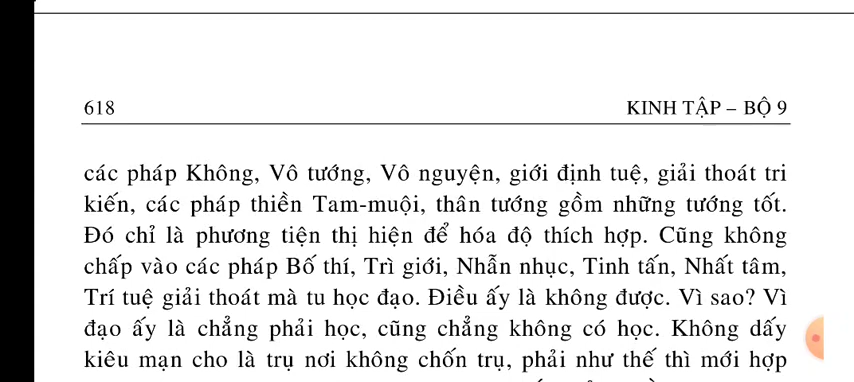 618
KINH TẬP – BỘ 9
các pháp Không, Vô tướng, Vô nguyện, giới định tuệ, giải thoát tri
kiến, các pháp thiền Tam-muội, thân tướng gồm những tướng tốt.
Đó chỉ là phương tiện thị hiện để hóa độ thích hợp. Cũng không
chấp vào các pháp Bố thí, Trì giới, Nhẫn nhục, Tinh tấn, Nhất tâm,
Trí tuệ giải thoát mà tu học đạo. Điều ấy là không được. Vì sao? Vì
đạo ấy là chẳng phải học, cũng chẳng không có học. Không dấy
kiêu mạn cho là trụ nơi không chốn trụ, phải như thế thì mới hợp